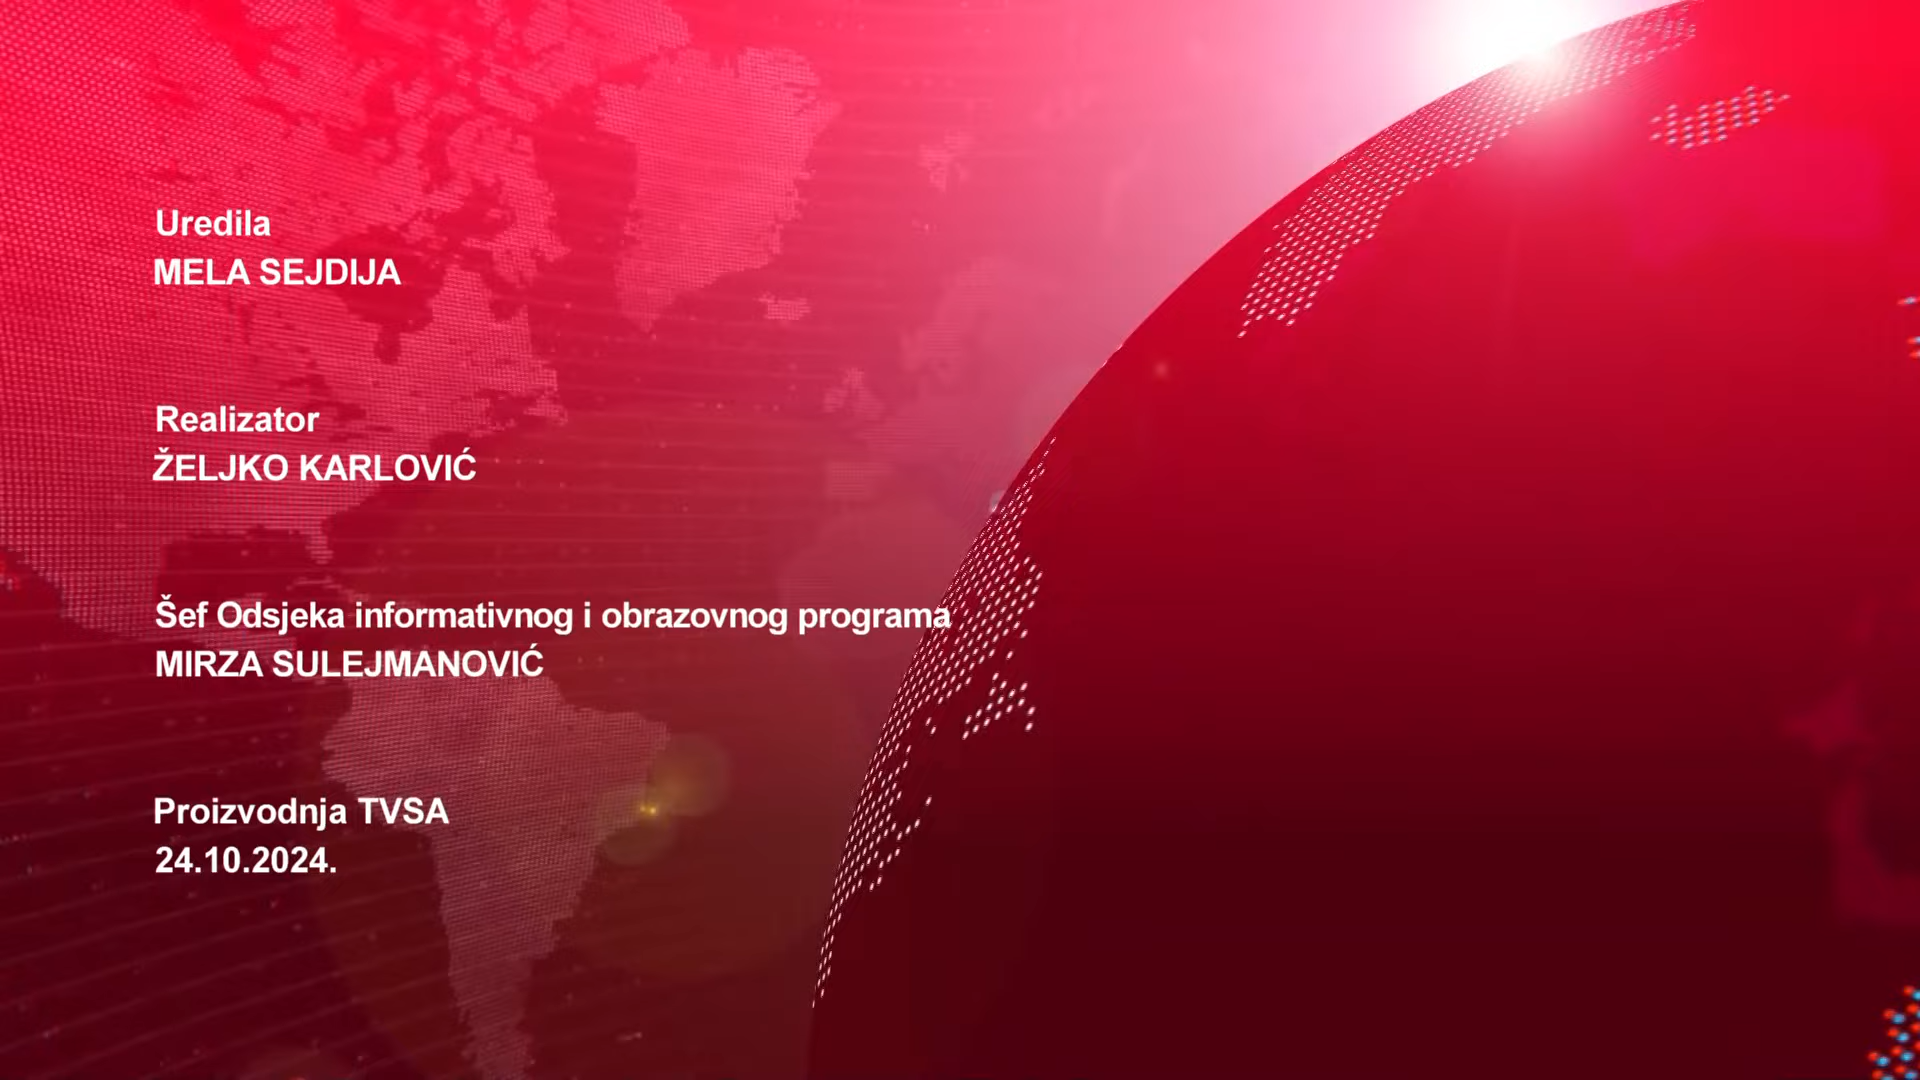 Uredila
MELA SEJDIJA
Realizator
ŽELJKO KARLOVIĆ
Šef Odsjeka informativnog i obrazovnog programa
MIRZA SULEJMANOVIĆ
Proizvodnja TVSA
24.10.2024.